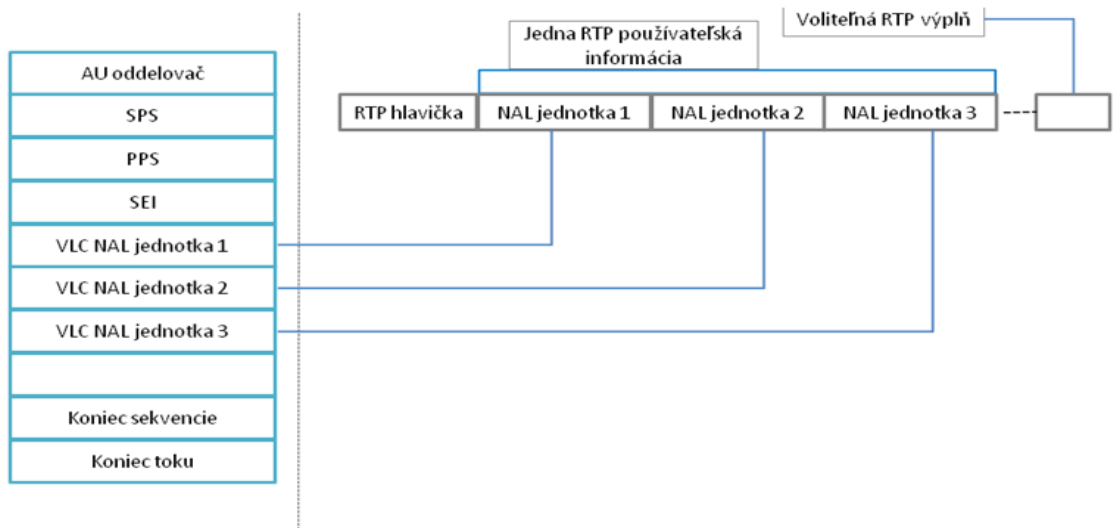 Voliteľná RTP výplň
Jedna RTP používateľská
informácia
AU oddelovač
SPS
PPS
SEI
VLC NAL jednotka 1
VLC NAL jednotka 2
VLC NAL jednotka 3
Koniec sekvencie
Koniec toku
RTP hlavička
NAL jednotka 1
NAL jednotka 2
NAL jednotka 3